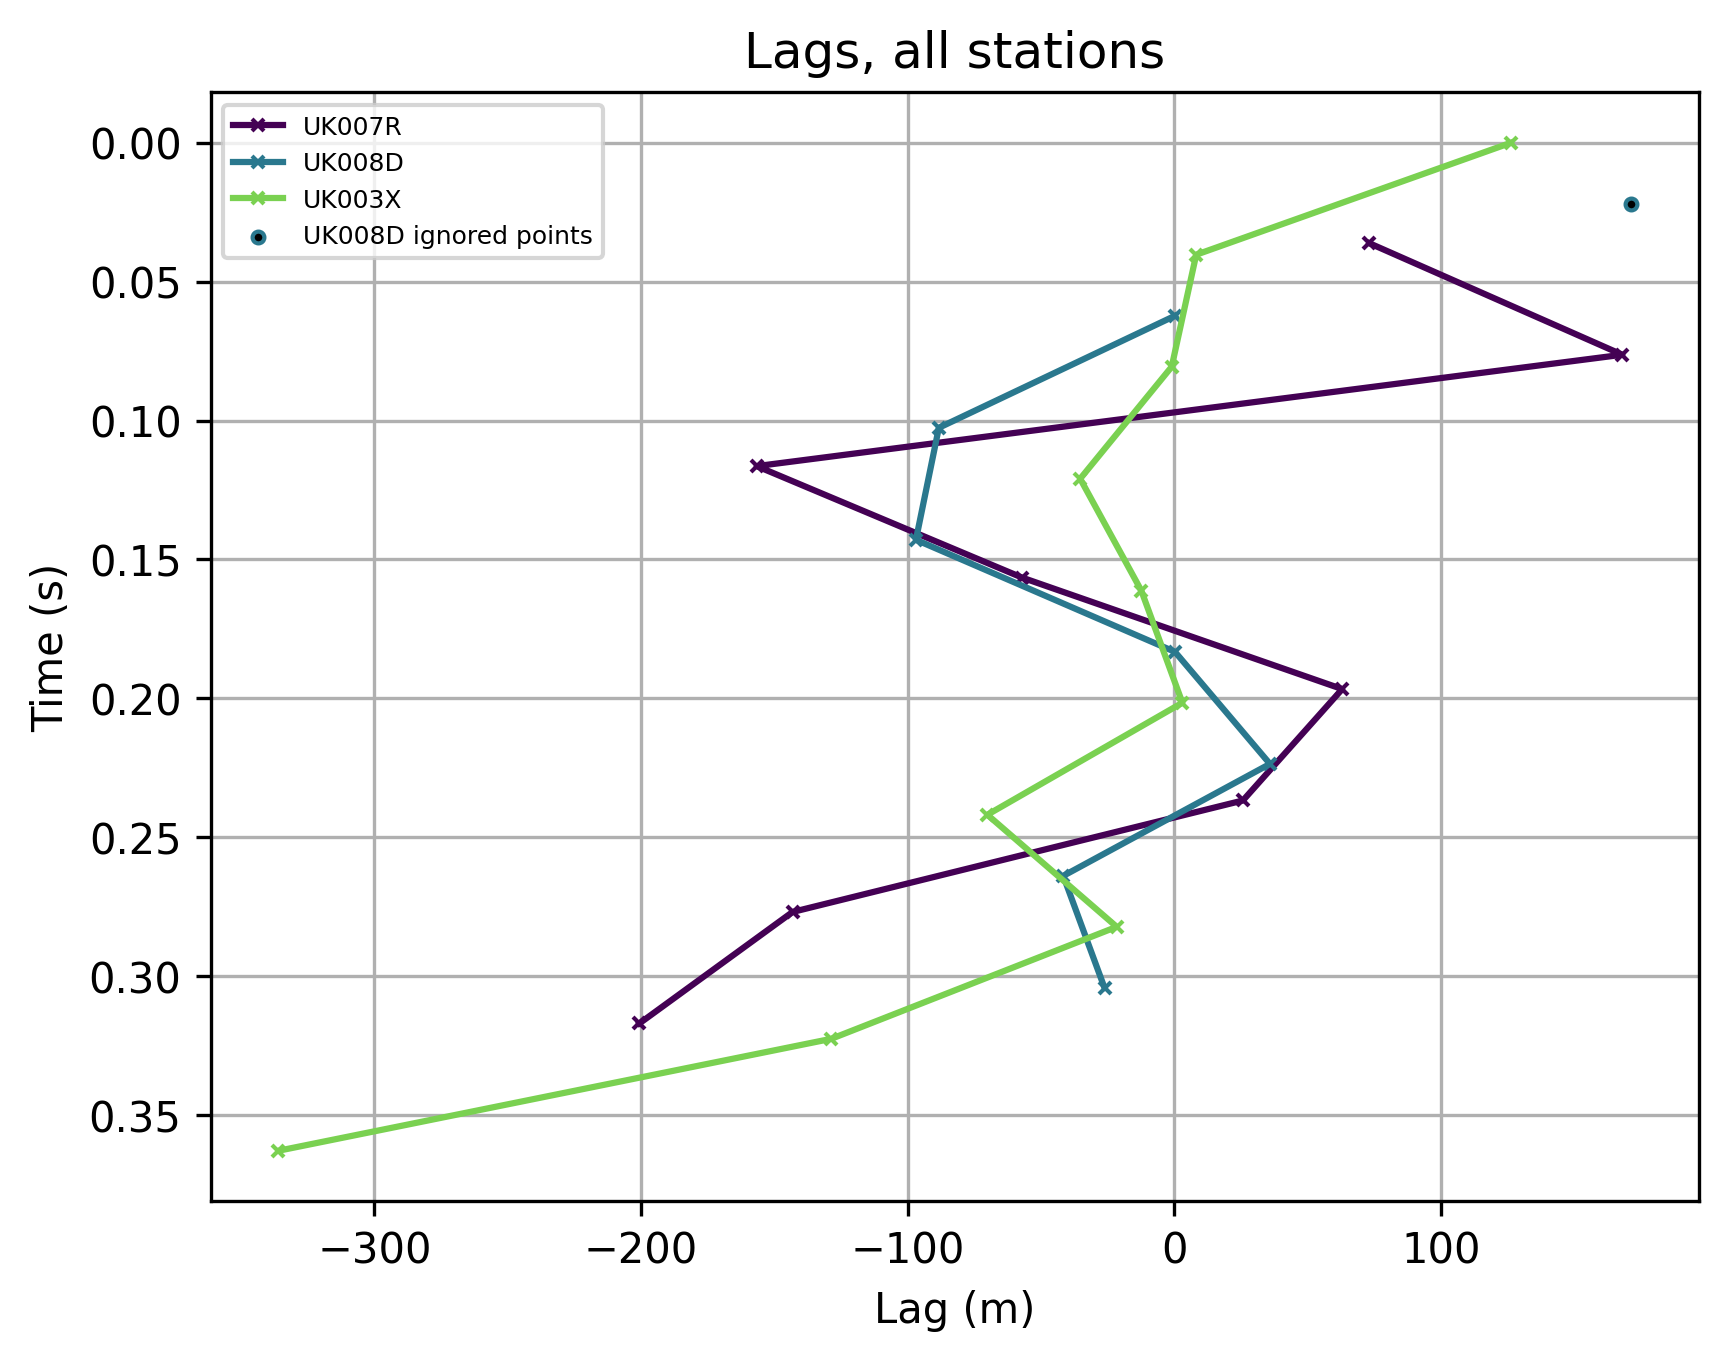 Lags, all stations
UK007R
UK008D
UK003X
UK008D ignored points
0.00
0.05
0.10
0.15
0.20
0.25
0.30
0.35
Time (s)
−300 −200 −100 0 100
Lag (m)